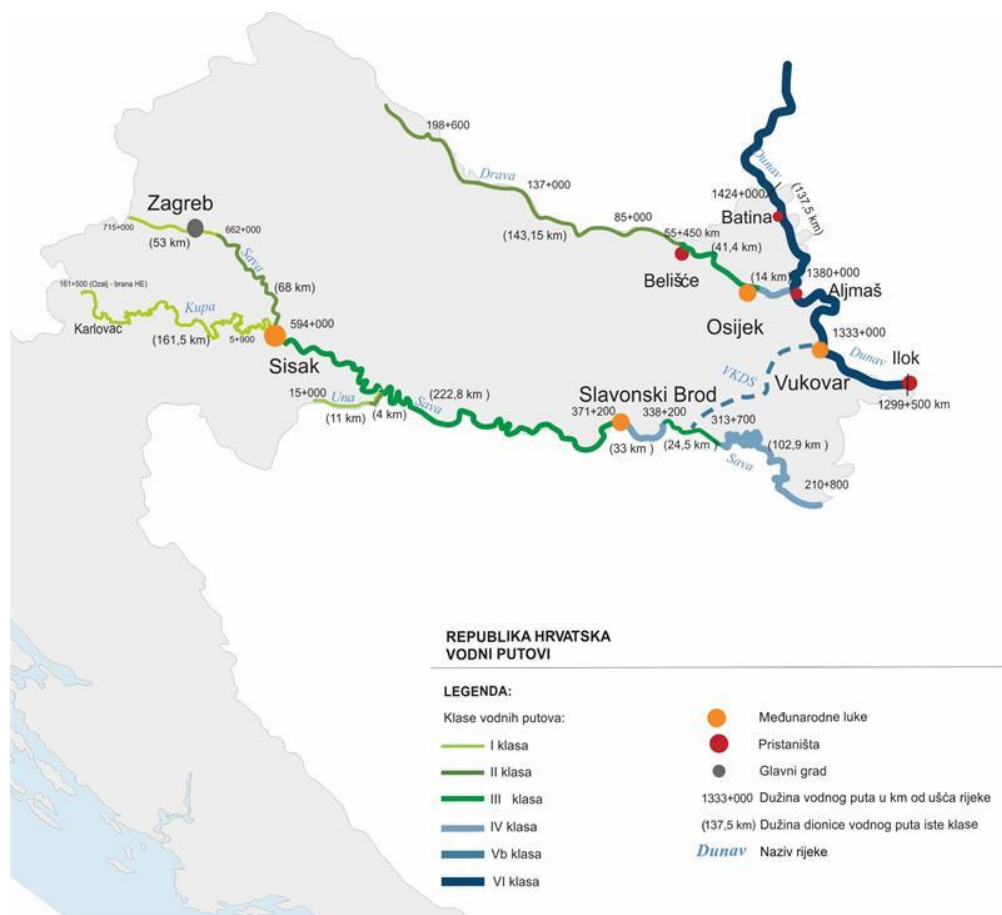 198+600
Drava
137+000
Dunav
1424+000
(137,5 km)
Zagreb
715+000
(53 km)
662+000
(143,15 km)
85+000
Batina
55+450 km
(41,4 km)
Sava
Belišće
(14 km)
1380+000
Aljmaš
161+500 (Ozalj - brana HE)
(68 km)
Kupa
Karlovac
(161,5 km)
5+900
594+000
Osijek
1333+000
Dunav
Ilok
Sisak
VKDS
Vukovar
1299+500 km
15+000
Una
(11 km)
(4 km)
Sava
(222,8 km )
Slavonski Brod
371+200
338+200
313+700
(33 km )
(24,5 km)
Sava
(102,9 km )
210+800
REPUBLIKA HRVATSKA
VODNI PUTOVI
LEGENDA:
Klase vodnih putova:
I klasa
II klasa
III klasa
IV klasa
Vb klasa
VI klasa
Međunarodne luke
Pristaništa
Glavni grad
1333+000 Dužina vodnog puta u km od ušća rijeke
(137,5 km) Dužina dionice vodnog puta iste klase
Dunav Naziv rijeke